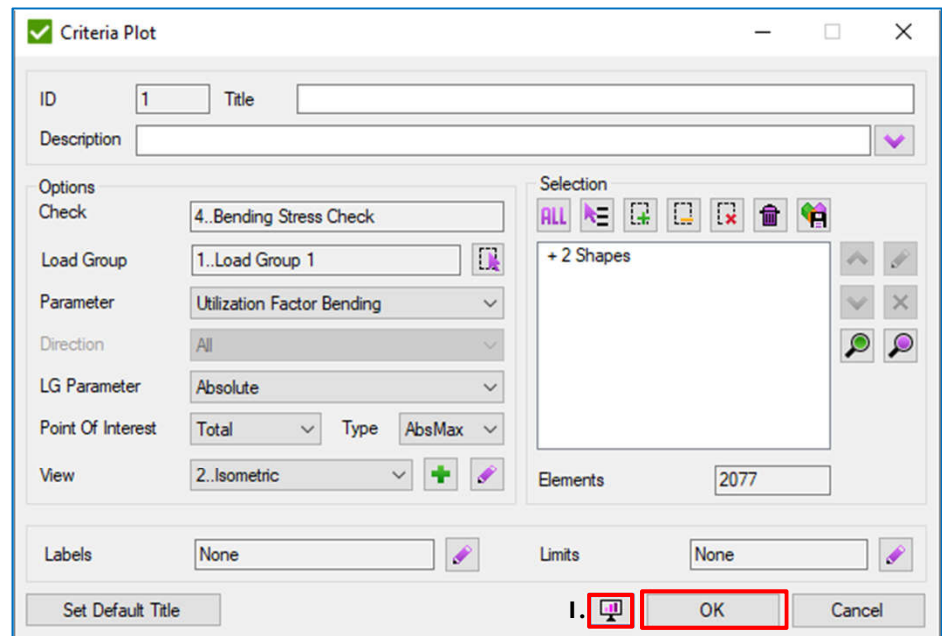 Criteria Plot
ID 1 Title
Description
Options
Check 4..Bending Stress Check
Load Group 1..Load Group 1
Parameter Utilization Factor Bending
Direction All
LG Parameter Absolute
Point Of Interest Total Type AbsMax
View 2..Isometric
Selection
ALL
+ 2 Shapes
Elements 2077
Labels None Limits None
Set Default Title 1. OK Cancel